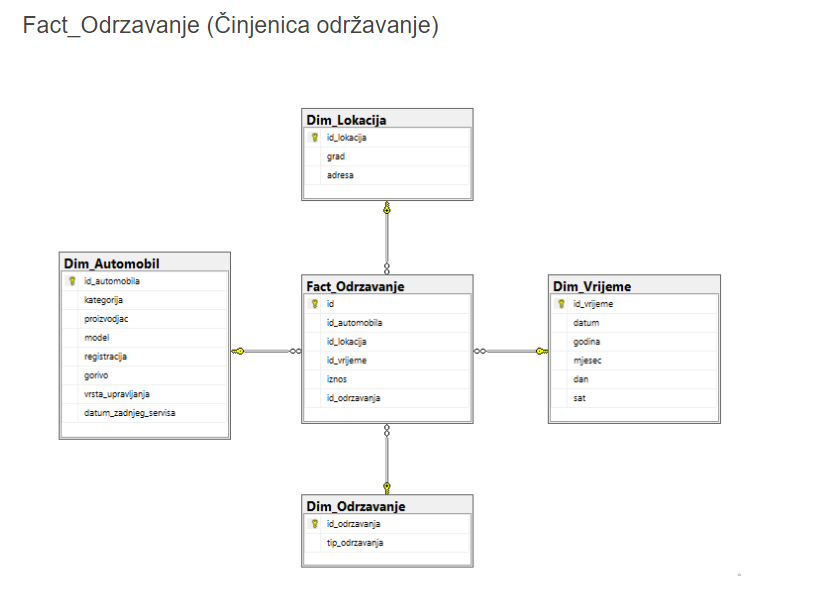 Fact_Odrzavanje (Činjenica održavanje)
Dim_Lokacija
id_lokacija
grad
adresa
Dim_Automobil
id_automobila
kategorija
proizvodjac
model
registracija
gorivo
vrsta_upravljanja
datum_zadnjeg_servisa
Fact_Odrzavanje
id
id_automobila
id_lokacija
id_vrijeme
iznos
id_odrzavanja
Dim_Vrijeme
id_vrijeme
datum
godina
mjesec
dan
sat
Dim_Odrzavanje
id_odrzavanja
tip_odrzavanja